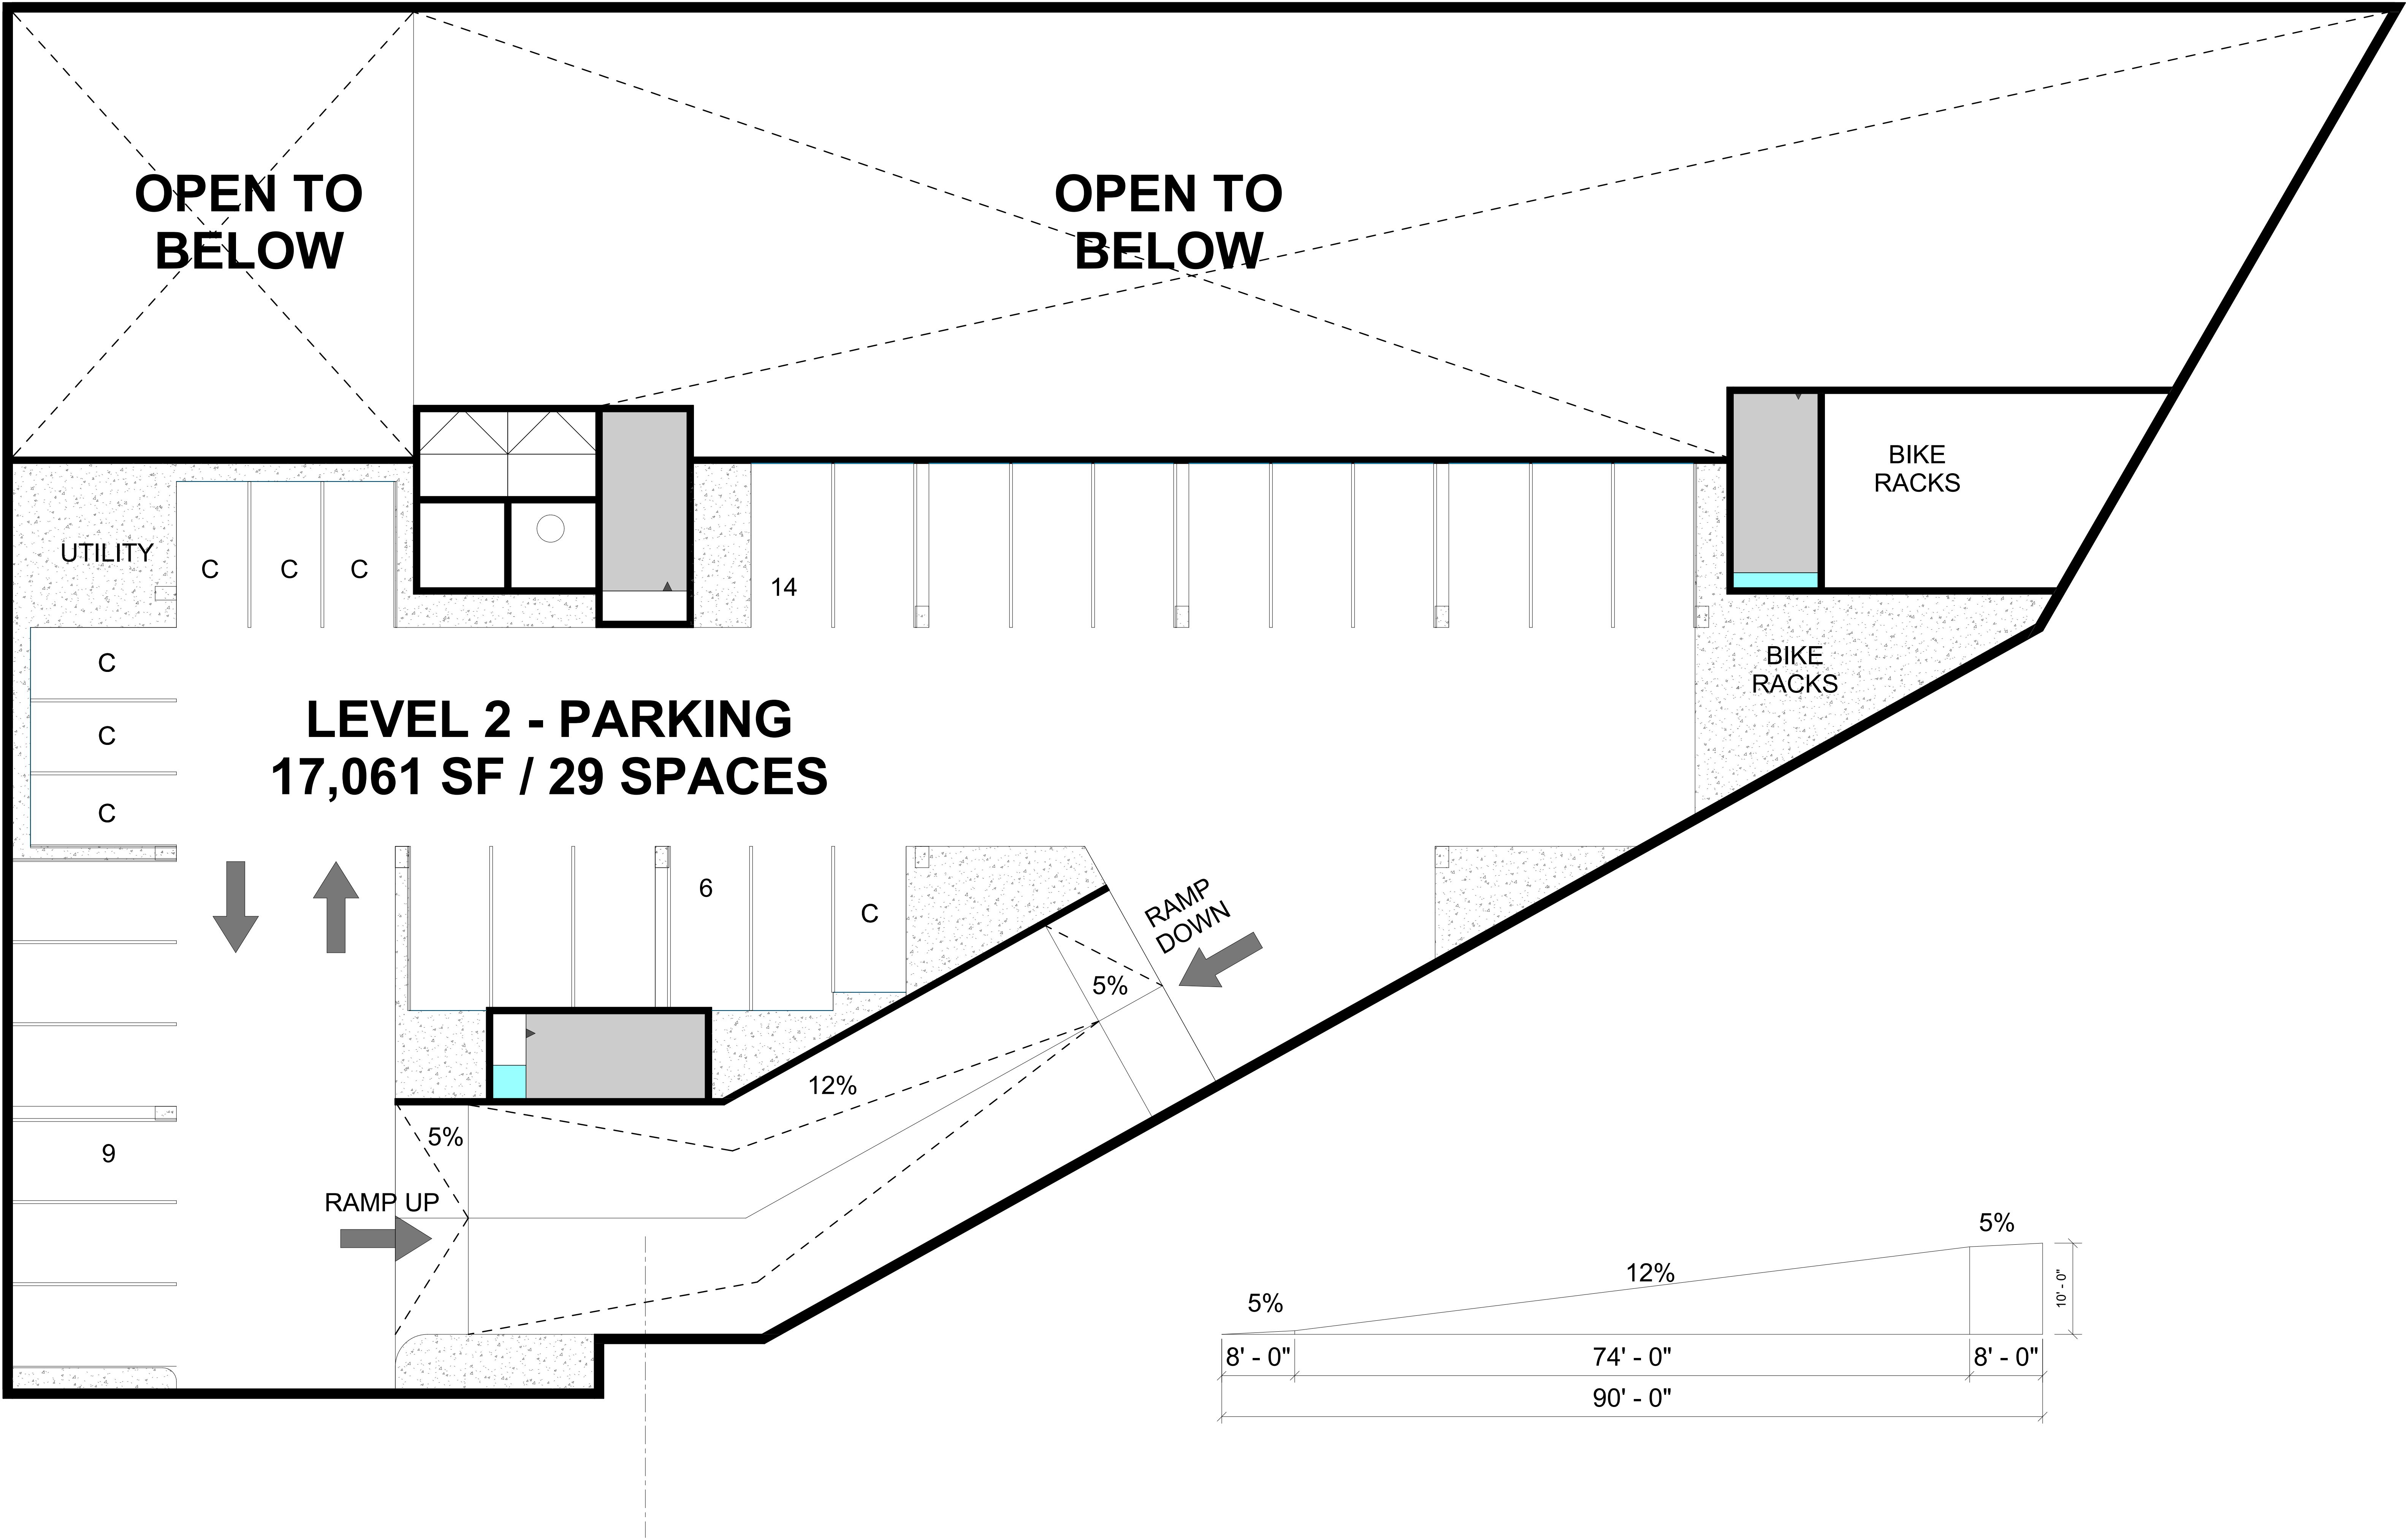 OPEN TO
BELOW
OPEN TO
BELOW
BIKE
RACKS
UTILITY
C
C
C
14
C
BIKE
RACKS
LEVEL 2 - PARKING
17,061 SF / 29 SPACES
C
C
6
C
RAMP
DOWN
5%
12%
5%
9
RAMP UP
5%
12%
5%
10' - 0"
8' - 0"
74' - 0"
8' - 0"
90' - 0"